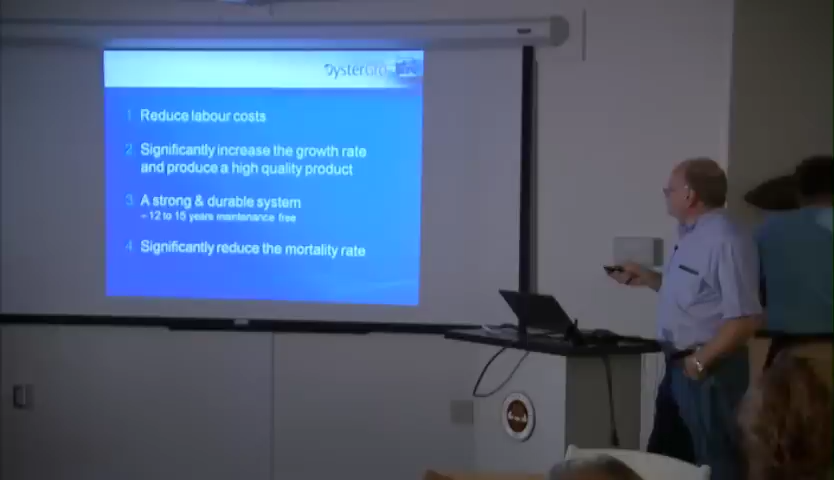 OysterGro
1 Reduce labour costs
2 Significantly increase the growth rate
and produce a high quality product
3 A strong & durable system
– 12 to 15 years maintenance free
4 Significantly reduce the mortality rate